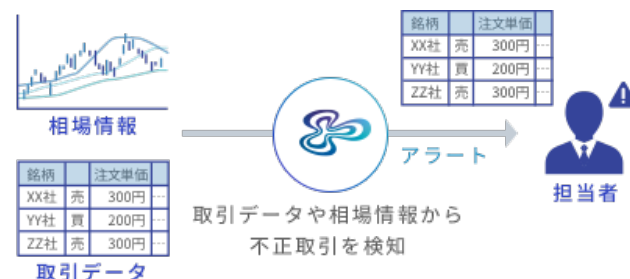 相場情報
銘柄 注文単価
XX社 売 300円 …
YY社 買 200円 …
ZZ社 売 300円 …
取引データ
取引データや相場情報から
不正取引を検知
銘柄 注文単価
XX社 売 300円 …
YY社 買 200円 …
ZZ社 売 300円 …
アラート
!
担当者